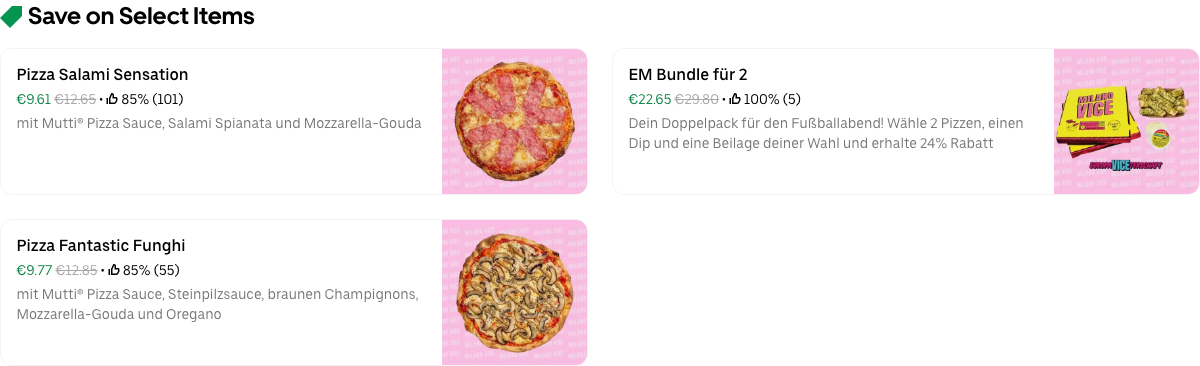 Save on Select Items
Pizza Salami Sensation
€9.61 €12.65 • 85% (101)
mit Mutti® Pizza Sauce, Salami Spianata und Mozzarella-Gouda
EM Bundle für 2
€22.65 €29.80 • 100% (5)
Dein Doppelpack für den Fußballabend! Wähle 2 Pizzen, einen
Dip und eine Beilage deiner Wahl und erhalte 24% Rabatt
MILANO
VICE
Pizza Fantastic Funghi
€9.77 €12.85 • 85% (55)
mit Mutti® Pizza Sauce, Steinpilzsauce, braunen Champignons,
Mozzarella-Gouda und Oregano